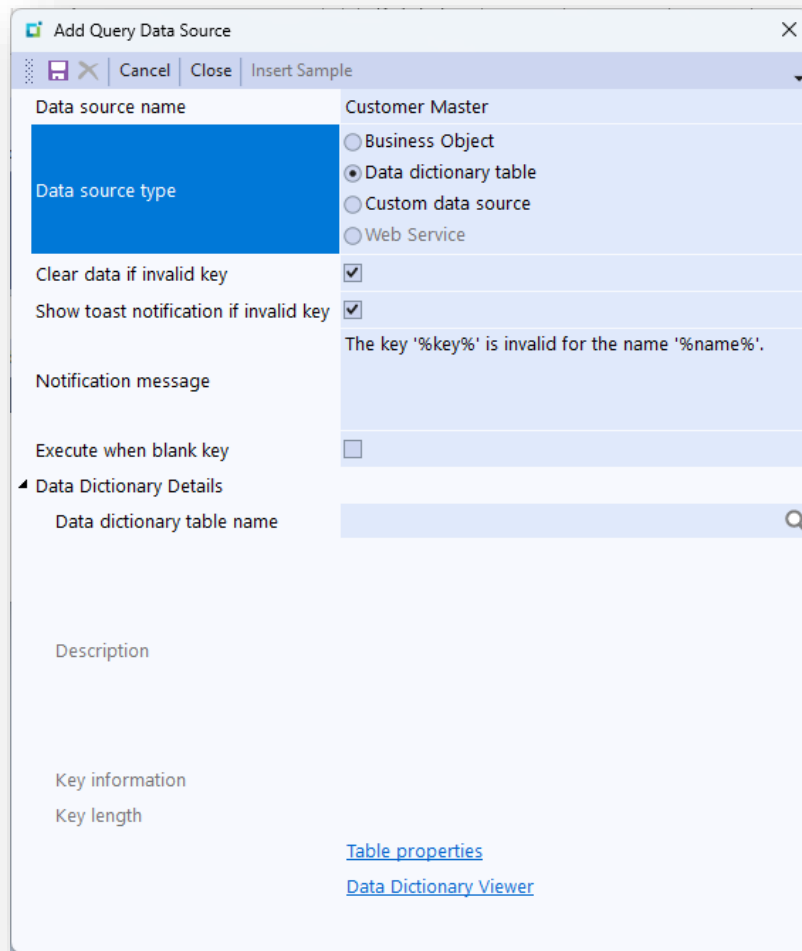 Add Query Data Source
Cancel Close Insert Sample
Data source name Customer Master
Data source type
Business Object
Data dictionary table
Custom data source
Web Service
Clear data if invalid key
Show toast notification if invalid key
Notification message
The key '%key%' is invalid for the name '%name%'.
Execute when blank key
Data Dictionary Details
Data dictionary table name
Description
Key information
Key length
Table properties
Data Dictionary Viewer